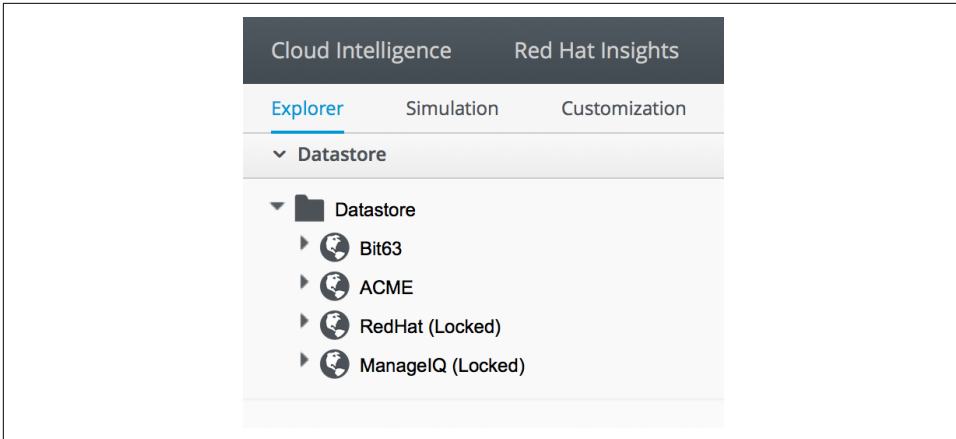 Cloud Intelligence Red Hat Insights
Explorer Simulation Customization
Datastore
Datastore
Bit63
ACME
RedHat (Locked)
ManageIQ (Locked)